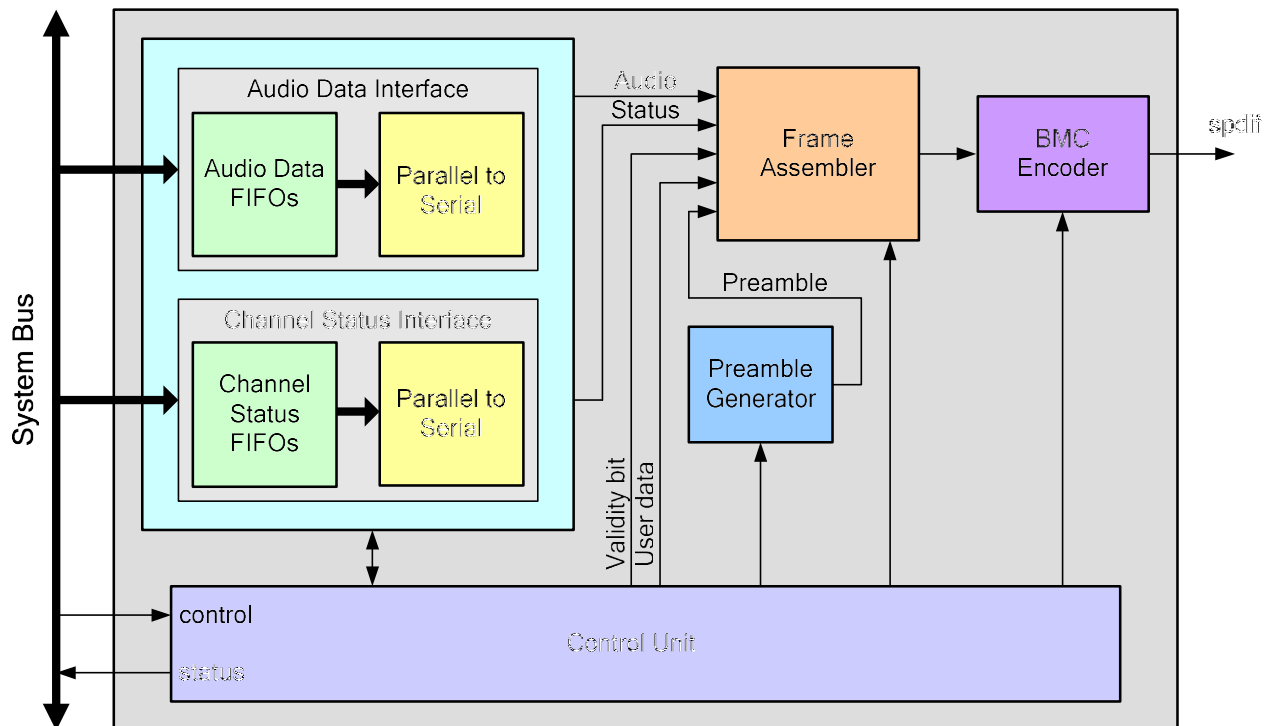 Audio Data Interface
Audio Data
FIFOs
Parallel to
Serial
Channel Status Interface
Channel
Status
FIFOs
Parallel to
Serial
System Bus
Audio
Status
Frame
Assembler
BMC
Encoder
spdif
Preamble
Preamble
Generator
Validity bit
User data
control
status
Control Unit